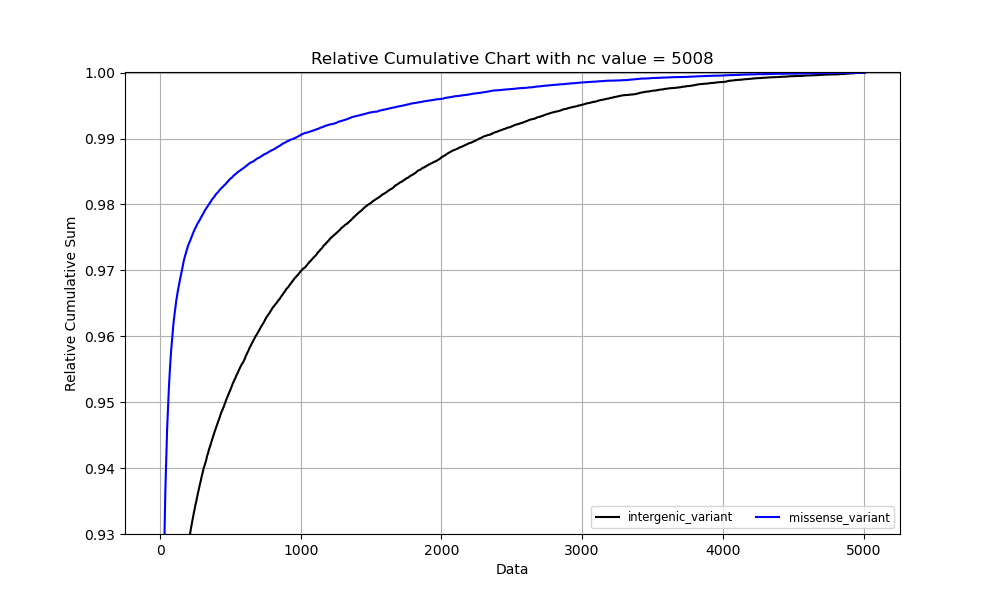 Relative Cumulative Chart with nc value = 5008
1.00
0.99
0.98
0.97
0.96
0.95
0.94
0.93
Relative Cumulative Sum
intergenic_variant missense_variant
0 1000 2000 3000 4000 5000
Data